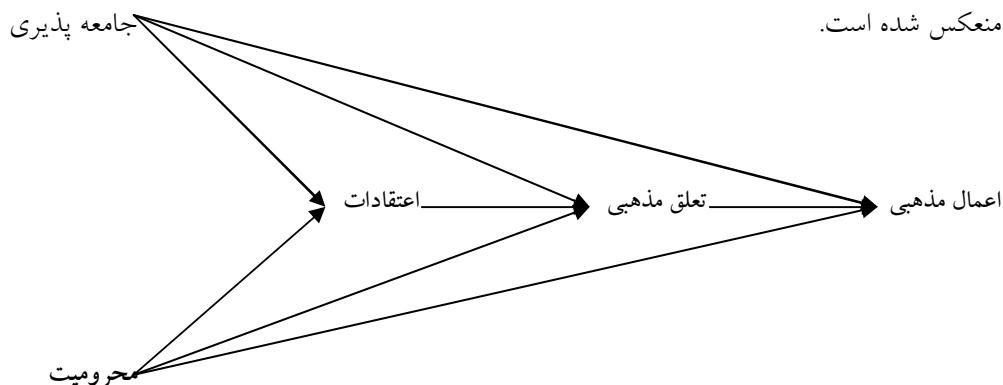 منعکس شده است.
جامعه پذیری
اعتقادات
تعلق مذهبی
اعمال مذهبی
محرومیت